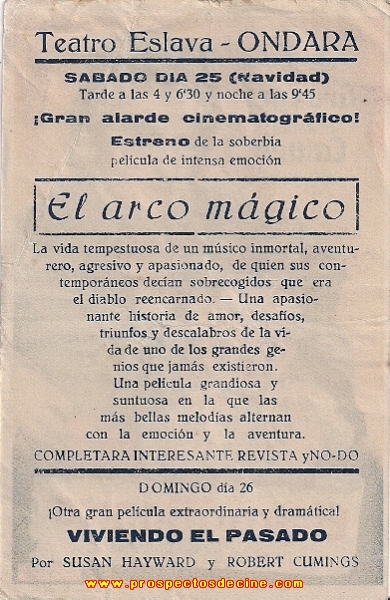 Teatro Eslava - ONDARA
SABADO DIA 25 (Navidad)
Tarde a las 4 y 6'30 y noche a las 9'45
¡Gran alarde cinematográfico!
Estreno de la soberbia
película de intensa emoción
El arco mágico
La vida tempestuosa de un músico inmortal, aventu-
rero, agresivo y apasionado, de quien sus con-
temporáneos decían sobrecogidos que era
el diablo reencarnado. — Una apasio-
nante historia de amor, desafíos,
triunfos y descalabros de la vi-
da de uno de los grandes ge-
nios que jamás existieron.
Una película grandiosa y
suntuosa en la que las
más bellas melodías alternan
con la emoción y la aventura.
COMPLETARA INTERESANTE REVISTA yNO-DO
DOMINGO día 26
¡Otra gran película extraordinaria y dramática!
VIVIENDO EL PASADO
Por SUSAN HAYWARD y ROBERT CUMINGS
www.prospectosdecine.com